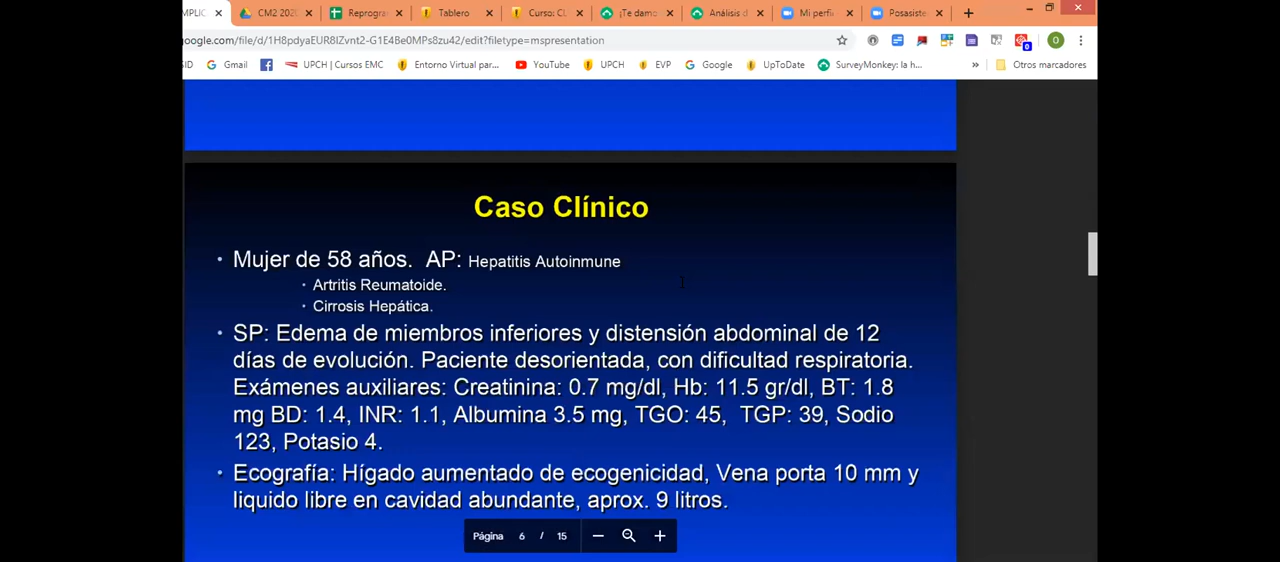 MPLIC
CM2 202
Reprogra
Tablero
Curso: CL
¡Te damo
Análisis d
Mi perfi
Posasiste
google.com/file/d/1H8pdyaEUR8IZvnt2-G1E4Be0MPs8zu42/edit?filetype=mspresentation
O
0
SID
Gmail
UPCH | Cursos EMC
Entorno Virtual par...
YouTube
UPCH
EVP
Google
UpToDate
SurveyMonkey: la h...
»
Otros marcadores
Caso Clínico
• Mujer de 58 años. AP: Hepatitis Autoinmune
• Artritis Reumatoide.
• Cirrosis Hepática.
• SP: Edema de miembros inferiores y distensión abdominal de 12
días de evolución. Paciente desorientada, con dificultad respiratoria.
Exámenes auxiliares: Creatinina: 0.7 mg/dl, Hb: 11.5 gr/dl, BT: 1.8
mg BD: 1.4, INR: 1.1, Albumina 3.5 mg, TGO: 45, TGP: 39, Sodio
123, Potasio 4.
• Ecografía: Hígado aumentado de ecogenicidad, Vena porta 10 mm y
liquido libre en cavidad abundante, aprox. 9 litros.
Página 6 / 15